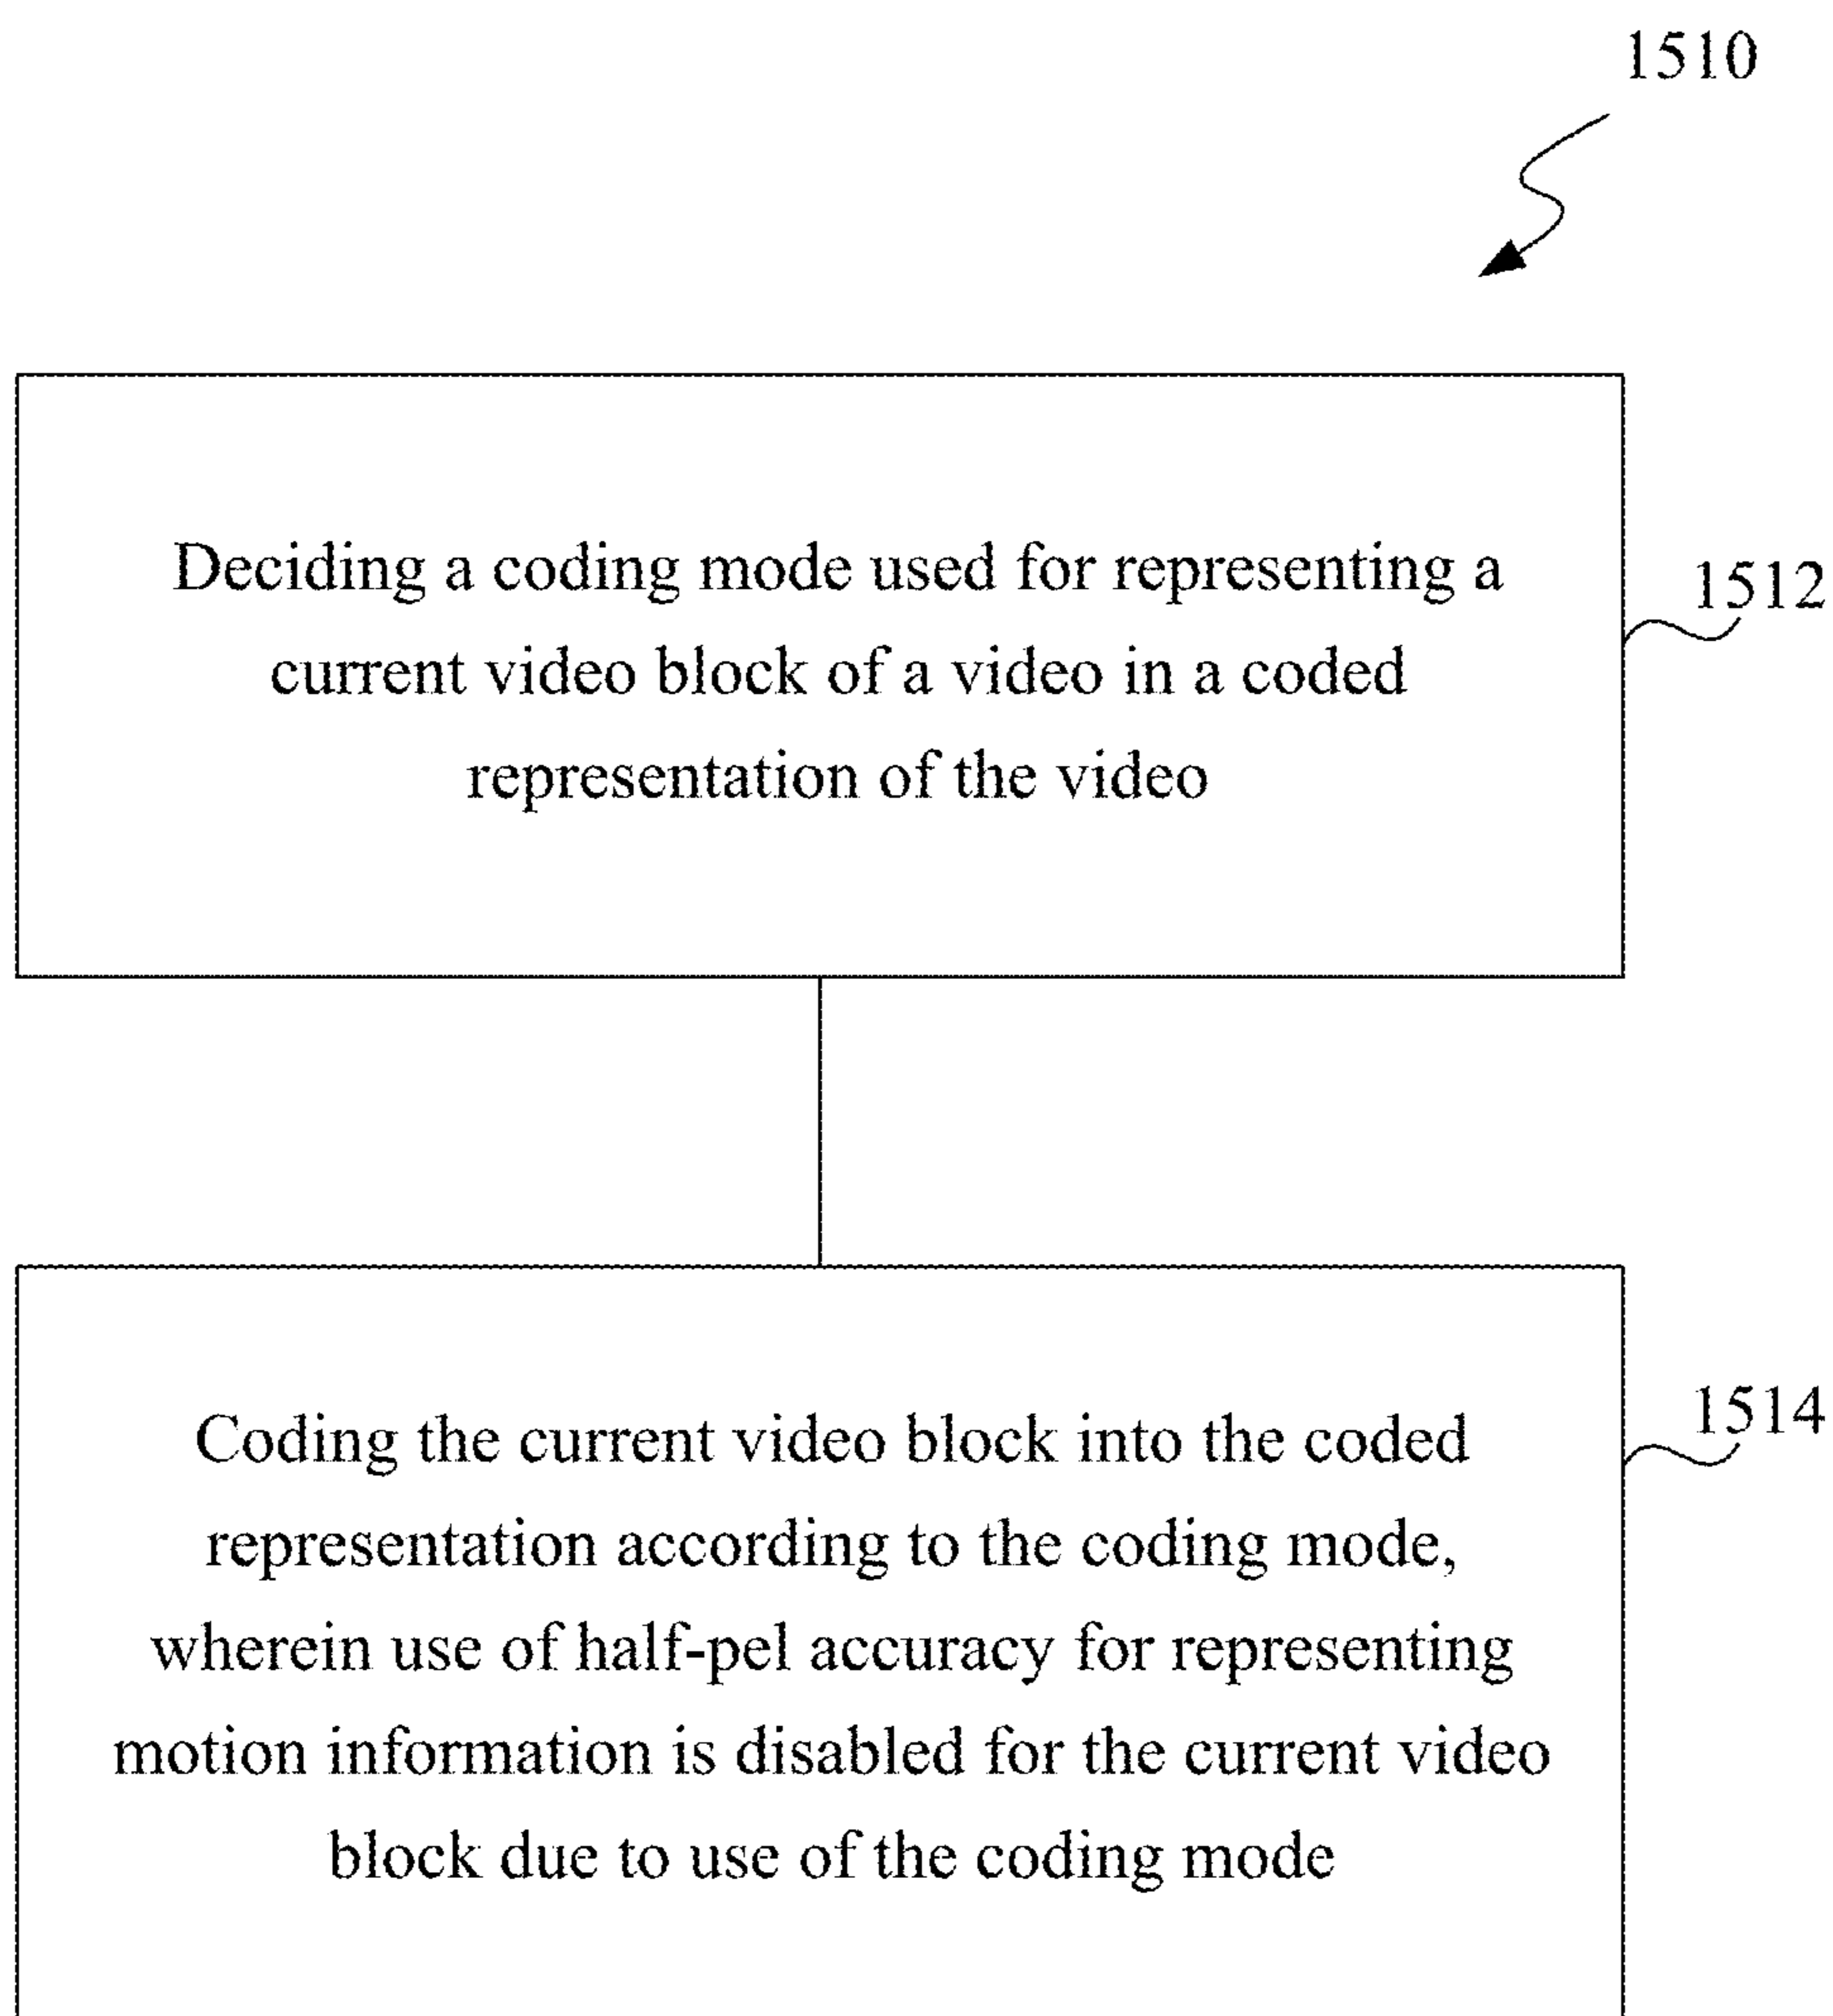 1510
Deciding a coding mode used for representing a
current video block of a video in a coded
representation of the video
1512
Coding the current video block into the coded
representation according to the coding mode,
wherein use of half-pel accuracy for representing
motion information is disabled for the current video
block due to use of the coding mode
1514